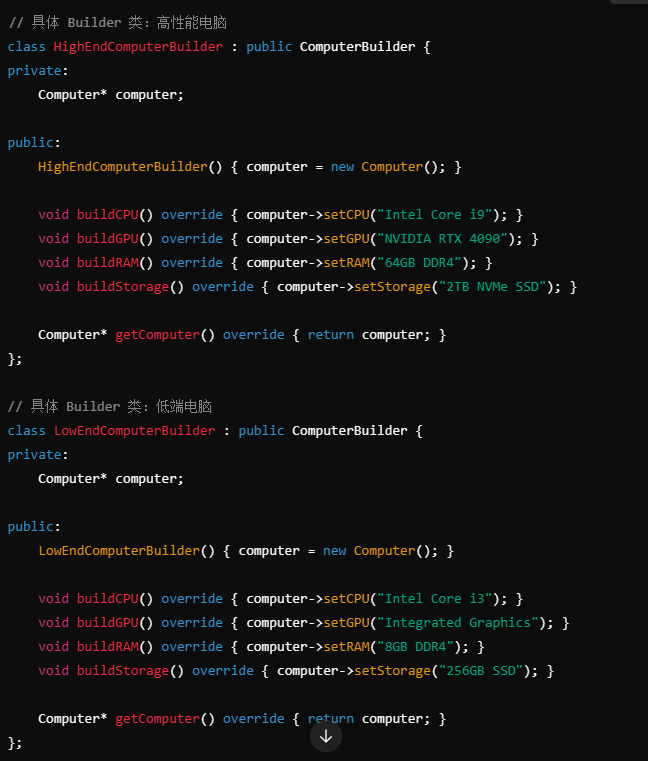 // 具体 Builder 类：高性能电脑
class HighEndComputerBuilder : public ComputerBuilder {
private:
    Computer* computer;

public:
    HighEndComputerBuilder() { computer = new Computer(); }

    void buildCPU() override { computer->setCPU("Intel Core i9"); }
    void buildGPU() override { computer->setGPU("NVIDIA RTX 4090"); }
    void buildRAM() override { computer->setRAM("64GB DDR4"); }
    void buildStorage() override { computer->setStorage("2TB NVMe SSD"); }

    Computer* getComputer() override { return computer; }
};

// 具体 Builder 类：低端电脑
class LowEndComputerBuilder : public ComputerBuilder {
private:
    Computer* computer;

public:
    LowEndComputerBuilder() { computer = new Computer(); }

    void buildCPU() override { computer->setCPU("Intel Core i3"); }
    void buildGPU() override { computer->setGPU("Integrated Graphics"); }
    void buildRAM() override { computer->setRAM("8GB DDR4"); }
    void buildStorage() override { computer->setStorage("256GB SSD"); }

    Computer* getComputer() override { return computer; }
};